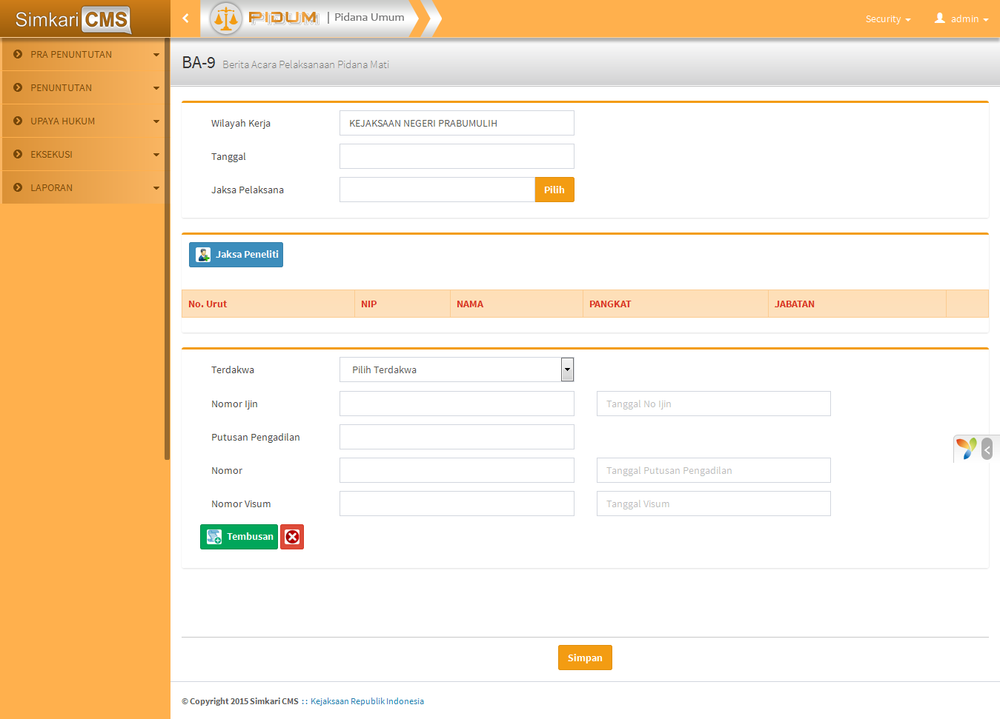 Simkari CMS
PIDUM | Pidana Umum
Security
admin
PRA PENUNTUTAN
PENUNTUTAN
UPAYA HUKUM
EKSEKUSI
LAPORAN
BA-9 Berita Acara Pelaksanaan Pidana Mati
Wilayah Kerja KEJAKSAAN NEGERI PRABUMULIH
Tanggal
Jaksa Pelaksana Pilih
Jaksa Peneliti
No. Urut NIP NAMA PANGKAT JABATAN
Terdakwa Pilih Terdakwa
Nomor Ijin Tanggal No Ijin
Putusan Pengadilan
Nomor Tanggal Putusan Pengadilan
Nomor Visum Tanggal Visum
Tembusan
Simpan
© Copyright 2015 Simkari CMS :: Kejaksaan Republik Indonesia